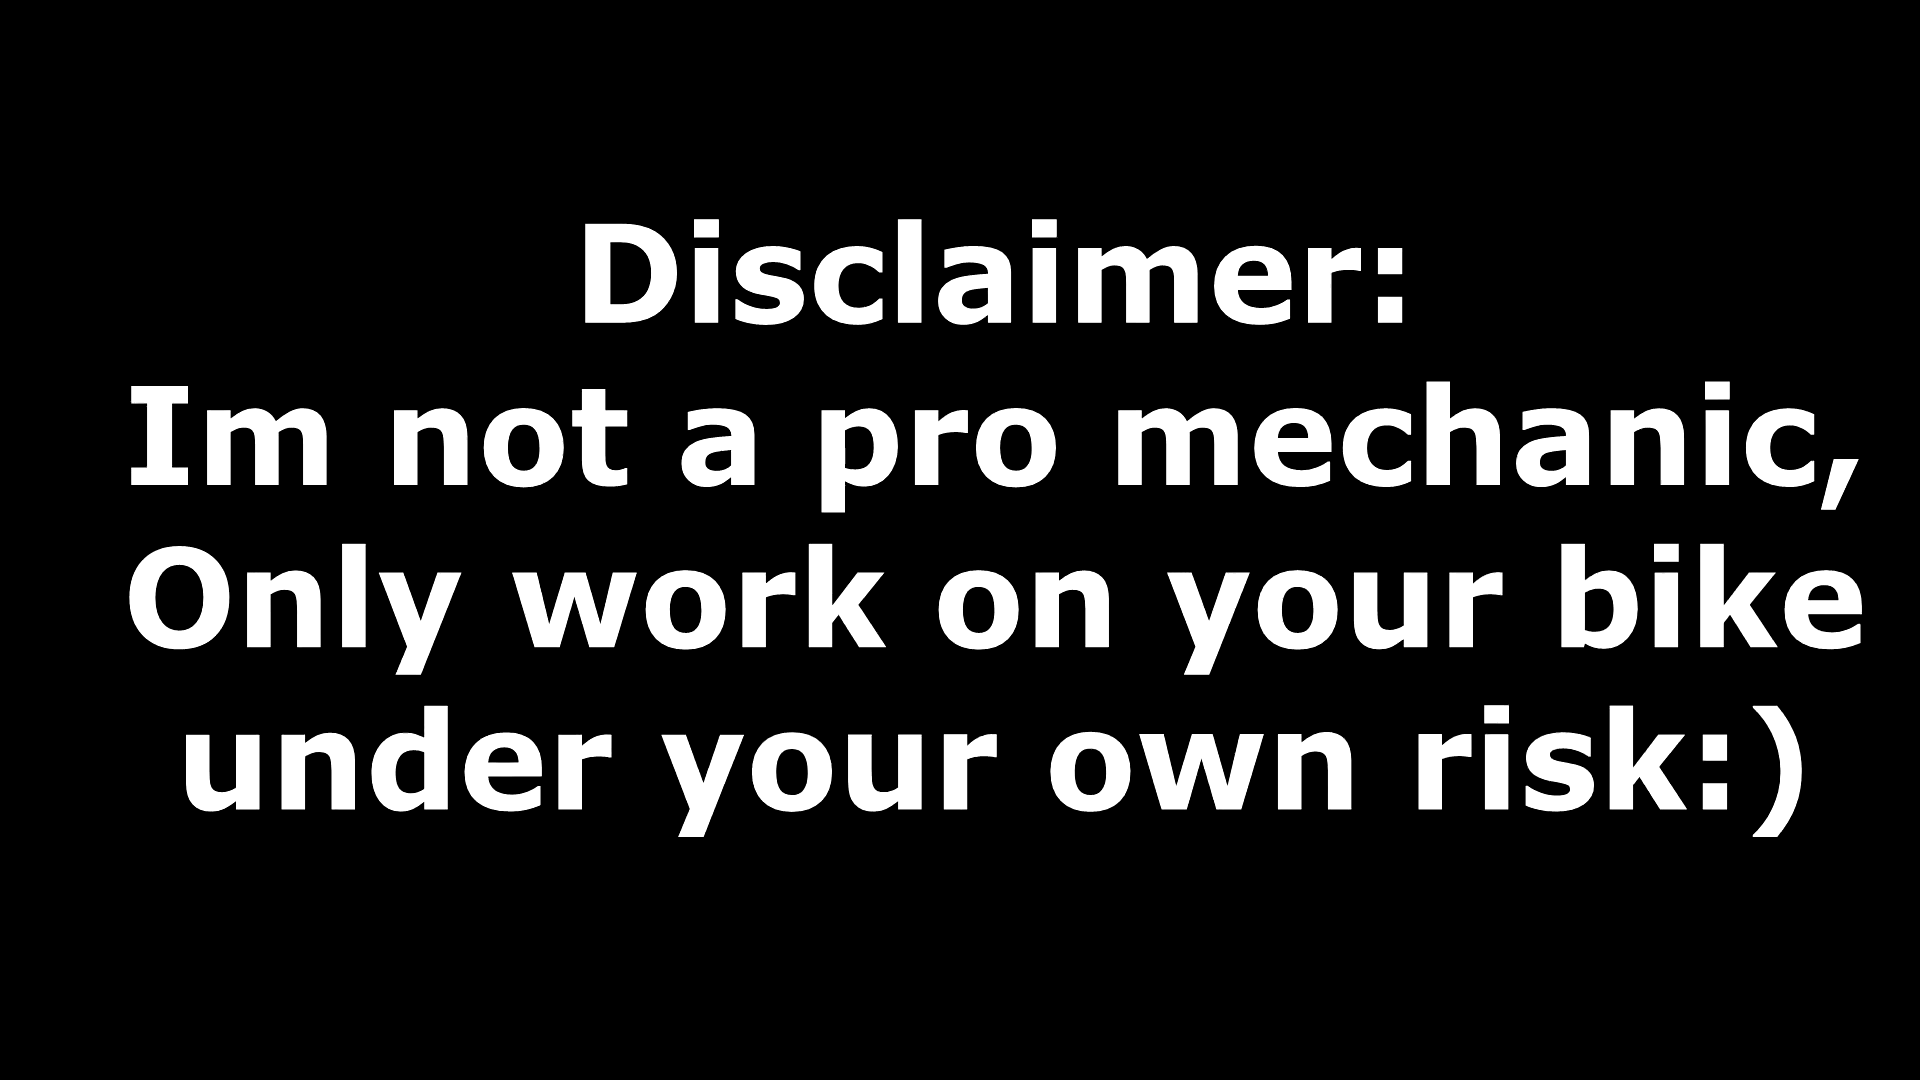 Disclaimer:
Im not a pro mechanic,
Only work on your bike
under your own risk:)